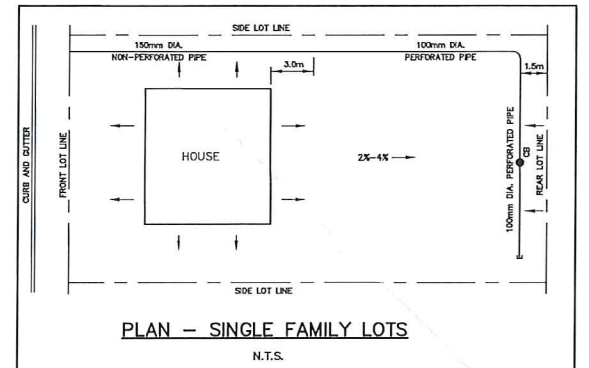 SIDE LOT LINE
150mm DIA.
NON-PERFORATED PIPE
100mm DIA.
PERFORATED PIPE
3.0m
1.5m
CURB AND GUTTER
FRONT LOT LINE
HOUSE
2%-4%
100mm DIA. PERFORATED PIPE
CB
REAR LOT LINE
SIDE LOT LINE
PLAN - SINGLE FAMILY LOTS
N.T.S.